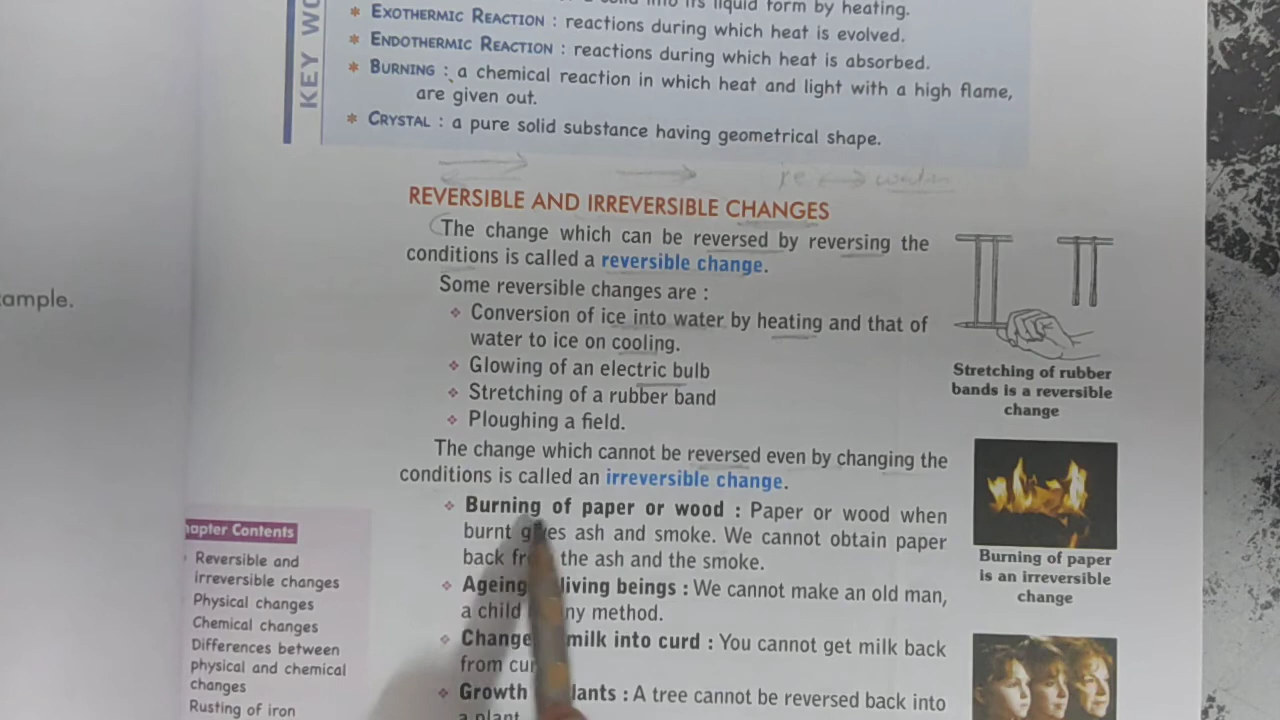 its liquid form by heating.
* EXOTHERMIC REACTION : reactions during which heat is evolved.
* ENDOTHERMIC REACTION : reactions during which heat is absorbed.
* BURNING : a chemical reaction in which heat and light with a high flame,
are given out.
* CRYSTAL : a pure solid substance having geometrical shape.
KEY WO
water
REVERSIBLE AND IRREVERSIBLE CHANGES
The change which can be reversed by reversing the
conditions is called a reversible change.
Some reversible changes are :
❖ Conversion of ice into water by heating and that of
water to ice on cooling.
❖ Glowing of an electric bulb
❖ Stretching of a rubber band
❖ Ploughing a field.
Stretching of rubber
bands is a reversible
change
The change which cannot be reversed even by changing the
conditions is called an irreversible change.
❖ Burning of paper or wood : Paper or wood when
burnt gives ash and smoke. We cannot obtain paper
back from the ash and the smoke.
❖ Ageing living beings : We cannot make an old man,
a child ny method.
❖ Change milk into curd : You cannot get milk back
from cur
❖ Growth lants : A tree cannot be reversed back into
a plant
Burning of paper
is an irreversible
change
ample.
hapter Contents
Reversible and
irreversible changes
Physical changes
Chemical changes
Differences between
physical and chemical
changes
Rusting of iron